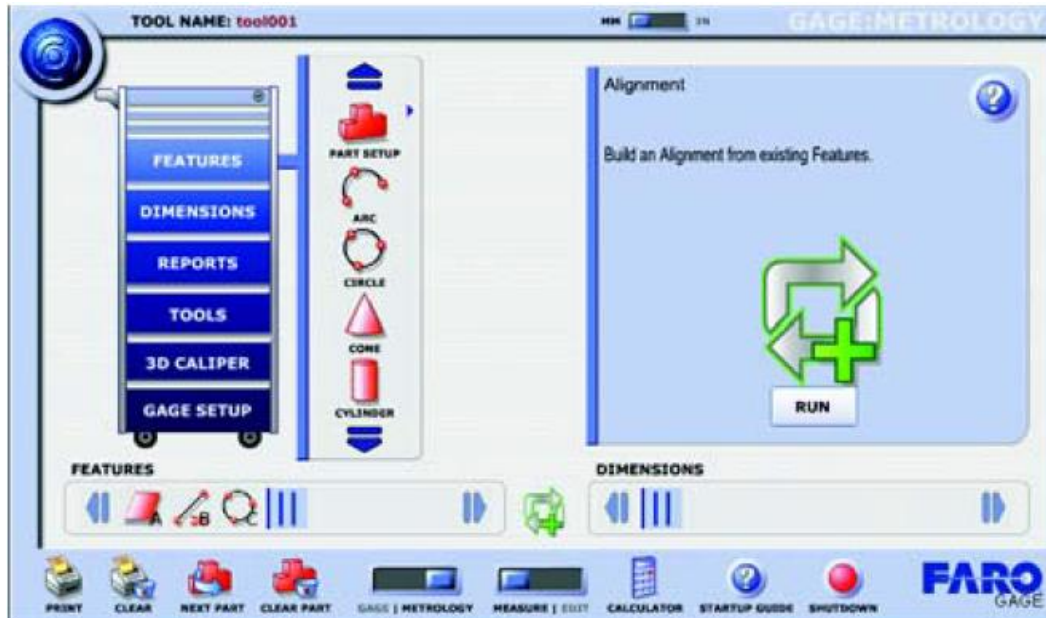 TOOL NAME: tool001
MM IN
GAGE:METROLOGY
FEATURES
DIMENSIONS
REPORTS
TOOLS
3D CALIPER
GAGE SETUP
PART SETUP
ARC
CIRCLE
CONE
CYLINDER
Alignment
?
Build an Alignment from existing Features.
RUN
FEATURES
A B C
DIMENSIONS
PRINT
CLEAR
NEXT PART
CLEAR PART
GAGE | METROLOGY
MEASURE | EDIT
CALCULATOR
?
STARTUP GUIDE
SHUTDOWN
FARO
GAGE